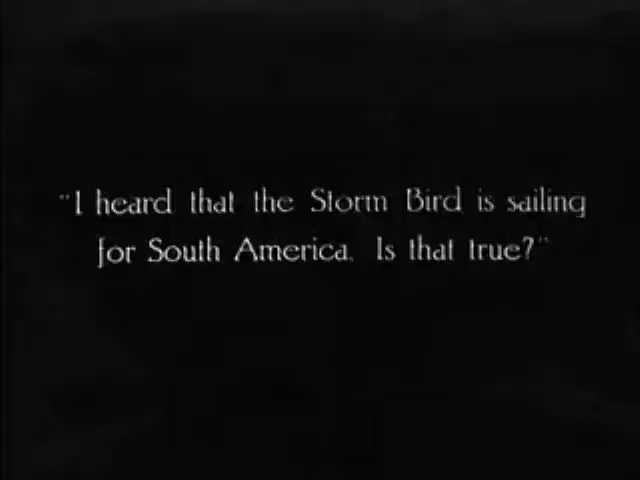 "I heard that the Storm Bird is sailing
for South America. Is that true?"